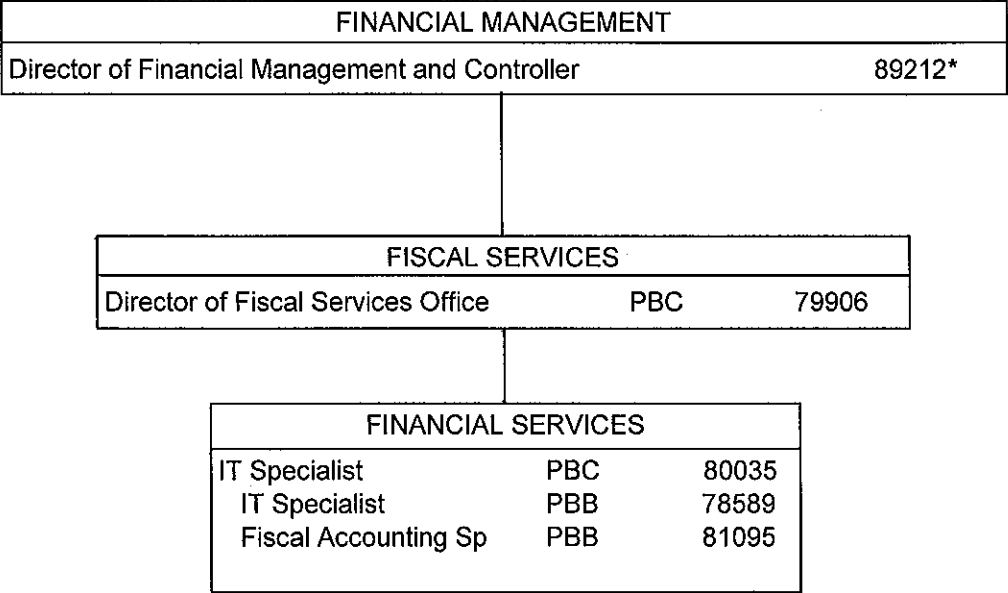 FINANCIAL MANAGEMENT
Director of Financial Management and Controller 89212*
FISCAL SERVICES
Director of Fiscal Services Office PBC 79906
FINANCIAL SERVICES
IT Specialist PBC 80035
IT Specialist PBB 78589
Fiscal Accounting Sp PBB 81095